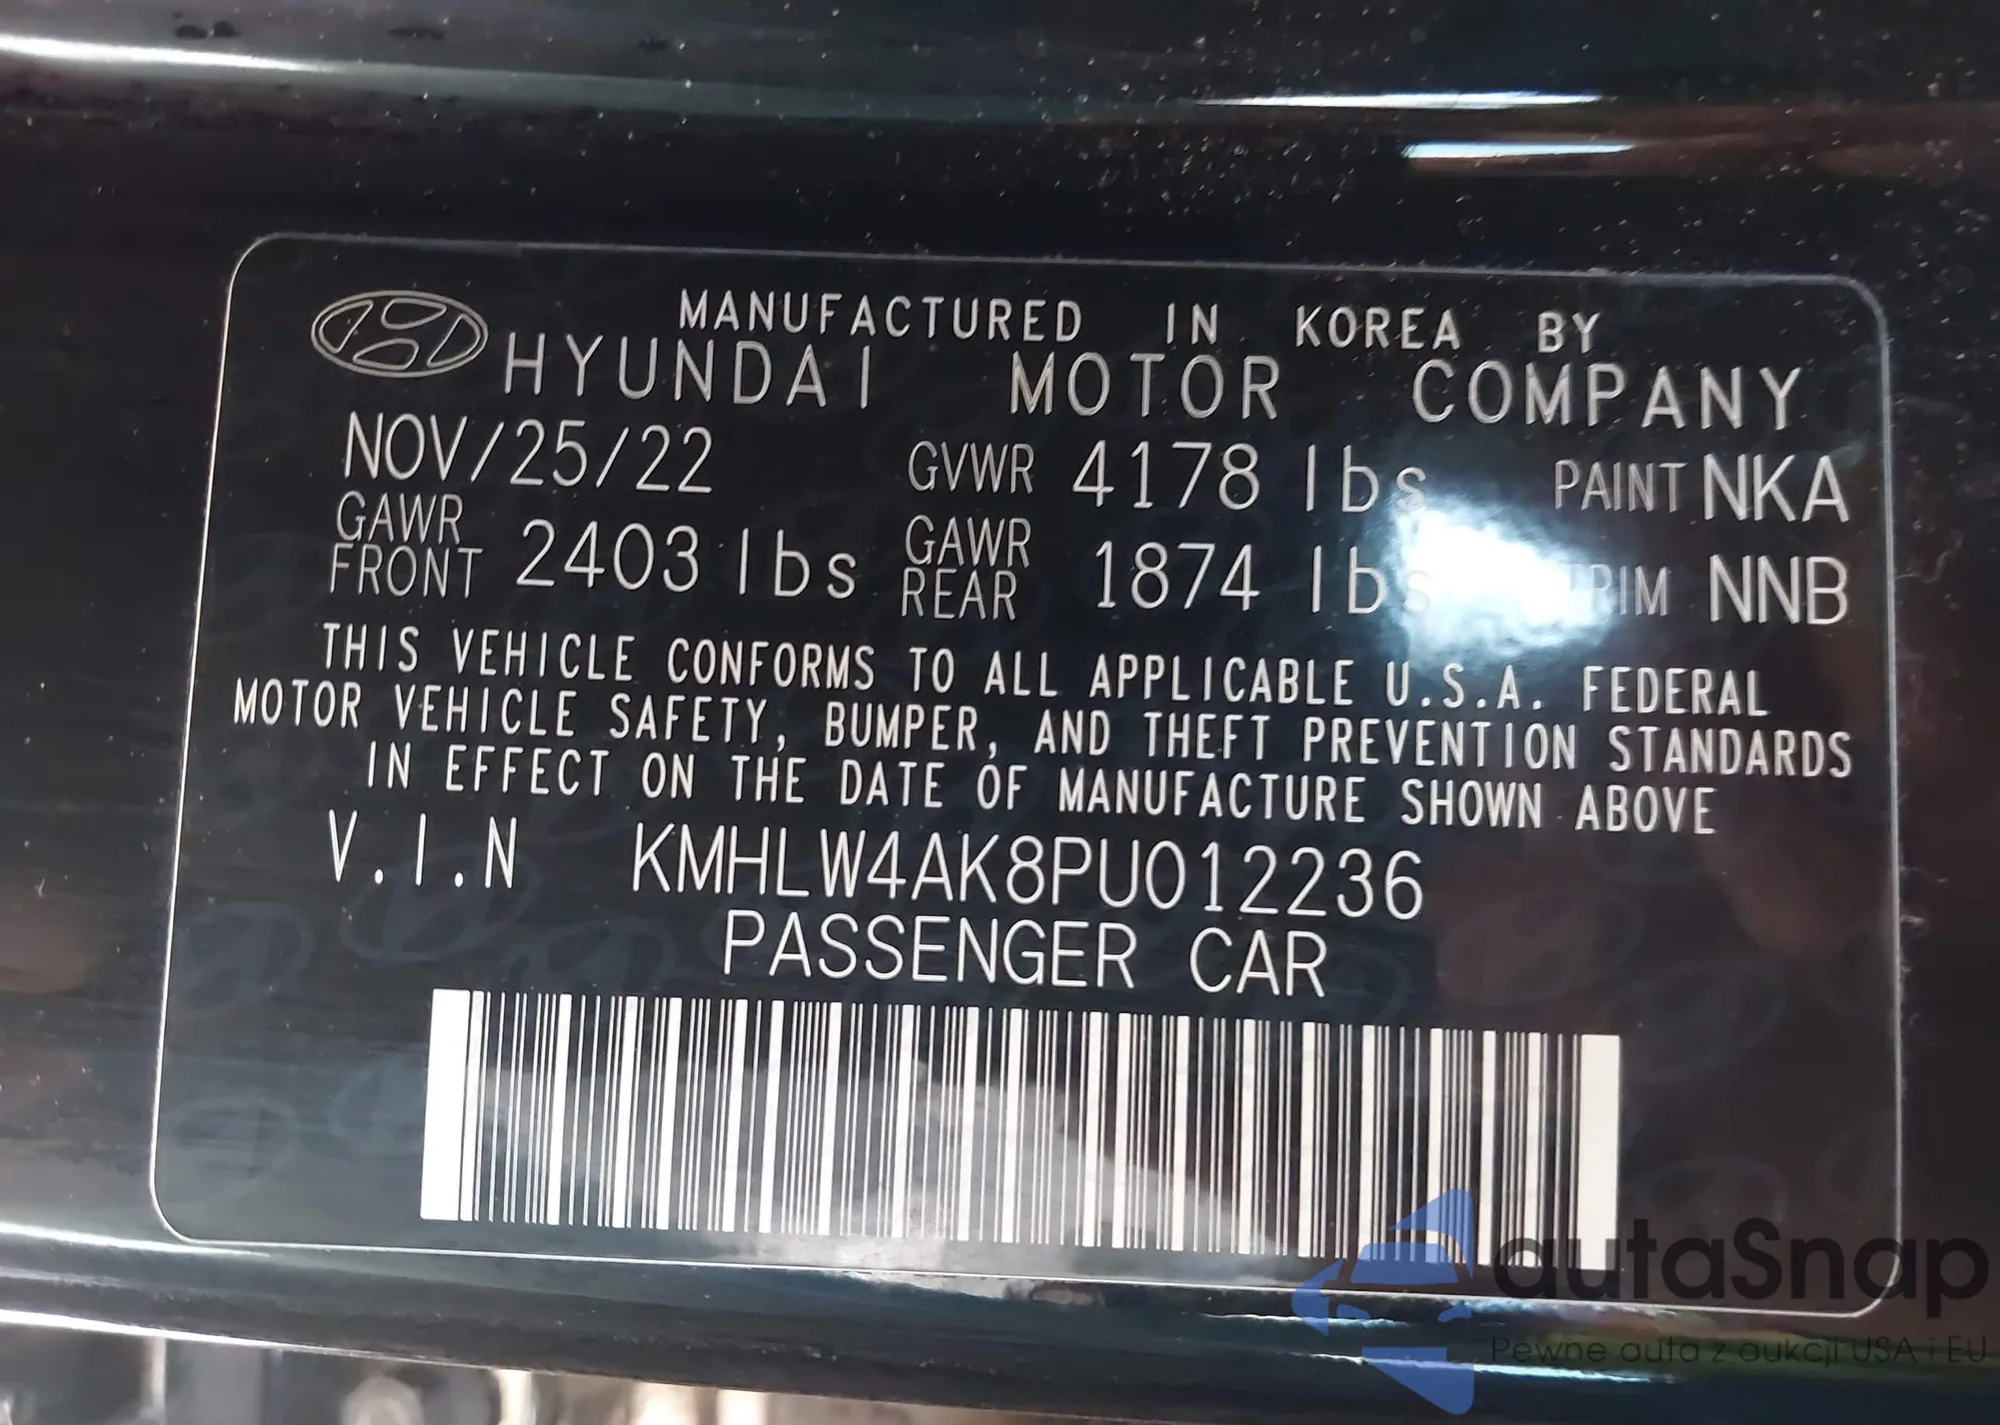 MANUFACTURED IN KOREA BY
HYUNDAI MOTOR COMPANY
NOV/25/22 GVWR 4178 lbs PAINT NKA
GAWR FRONT 2403 lbs GAWR REAR 1874 lbs TRIM NNB
THIS VEHICLE CONFORMS TO ALL APPLICABLE U.S.A. FEDERAL
MOTOR VEHICLE SAFETY, BUMPER, AND THEFT PREVENTION STANDARDS
IN EFFECT ON THE DATE OF MANUFACTURE SHOWN ABOVE
V.I.N KMHLW4AK8PU012236
PASSENGER CAR
autaSnap
Pewne auta z aukcji USA i EU